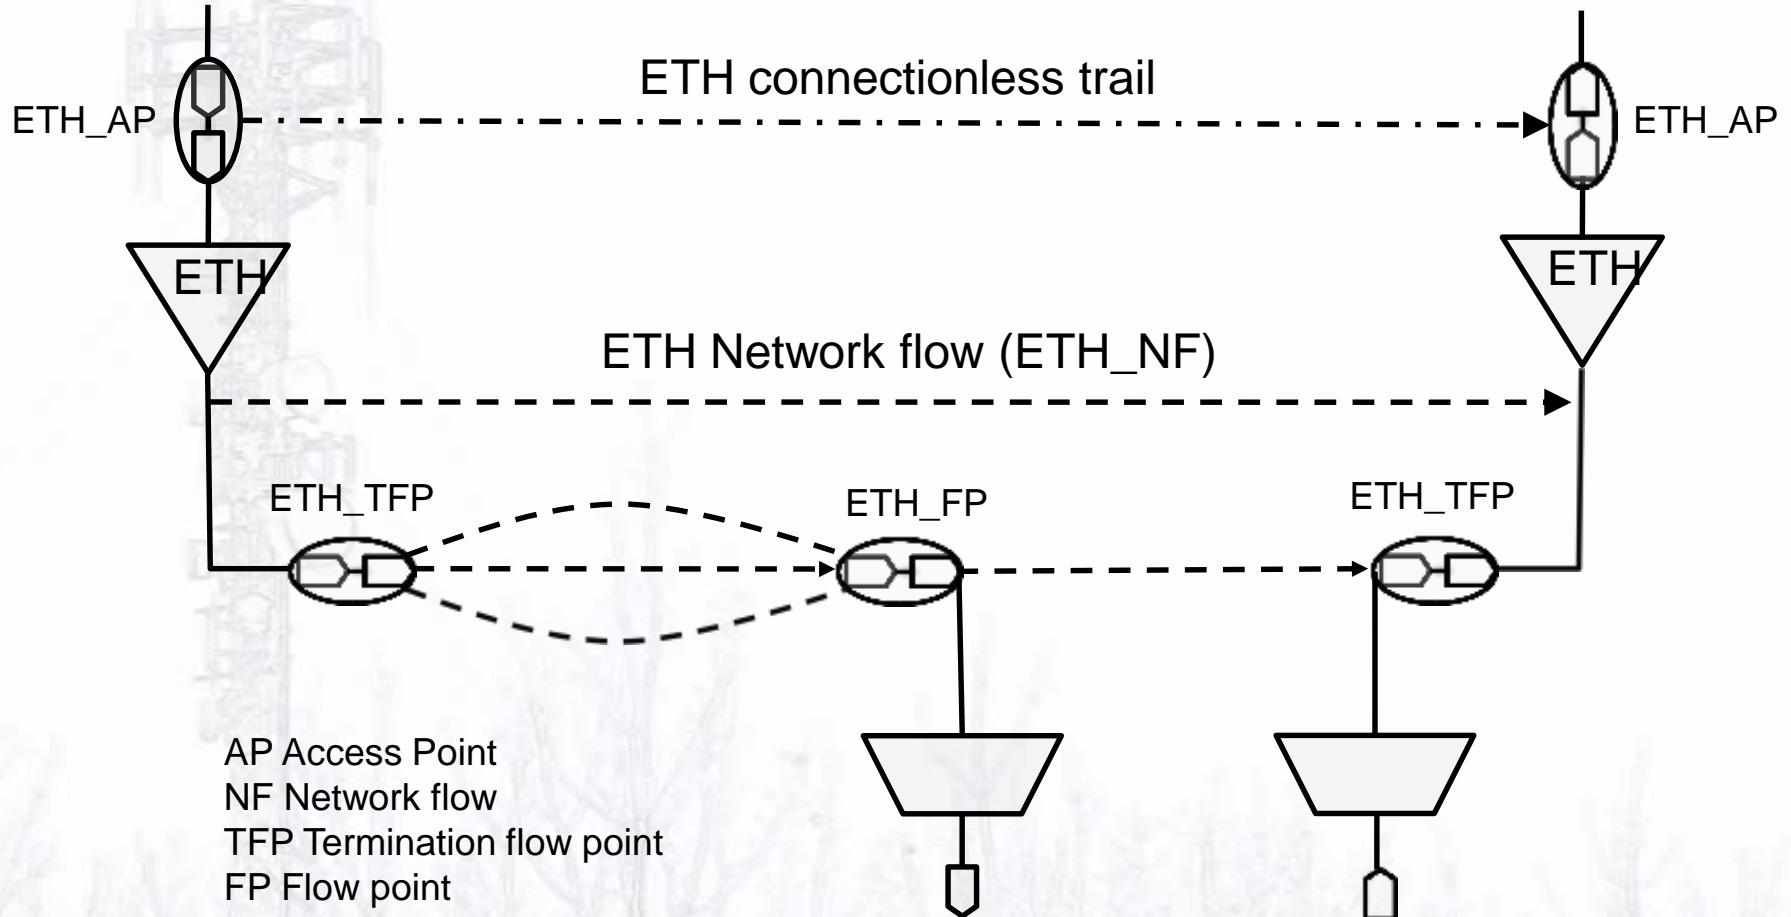 ETH connectionless trail
ETH_AP
ETH_AP
ETH
ETH
ETH Network flow (ETH_NF)
ETH_TFP
ETH_FP
ETH_TFP
AP Access Point
NF Network flow
TFP Termination flow point
FP Flow point